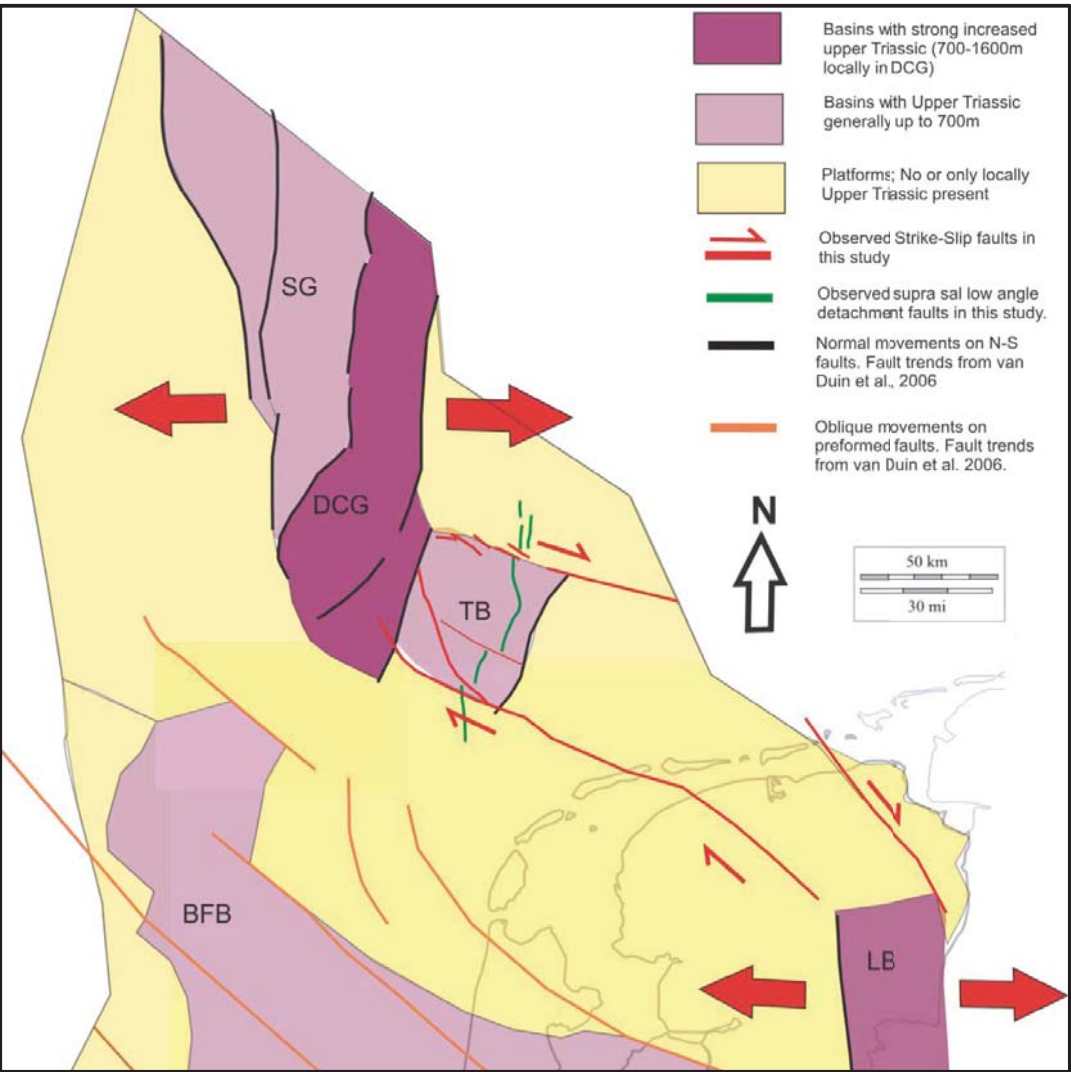 Basins with strong increased
upper Triassic (700-1600m
locally in DCG)
Basins with Upper Triassic
generally up to 700m
Platforms; No or only locally
Upper Triassic present
Observed Strike-Slip faults in
this study
Observed supra sal low angle
detachment faults in this study.
Normal movements on N-S
faults. Fault trends from van
Duin et al., 2006
Oblique movements on
preformed faults. Fault trends
from van Duin et al. 2006.
N
50 km
30 mi
SG
DCG
TB
BFB
LB